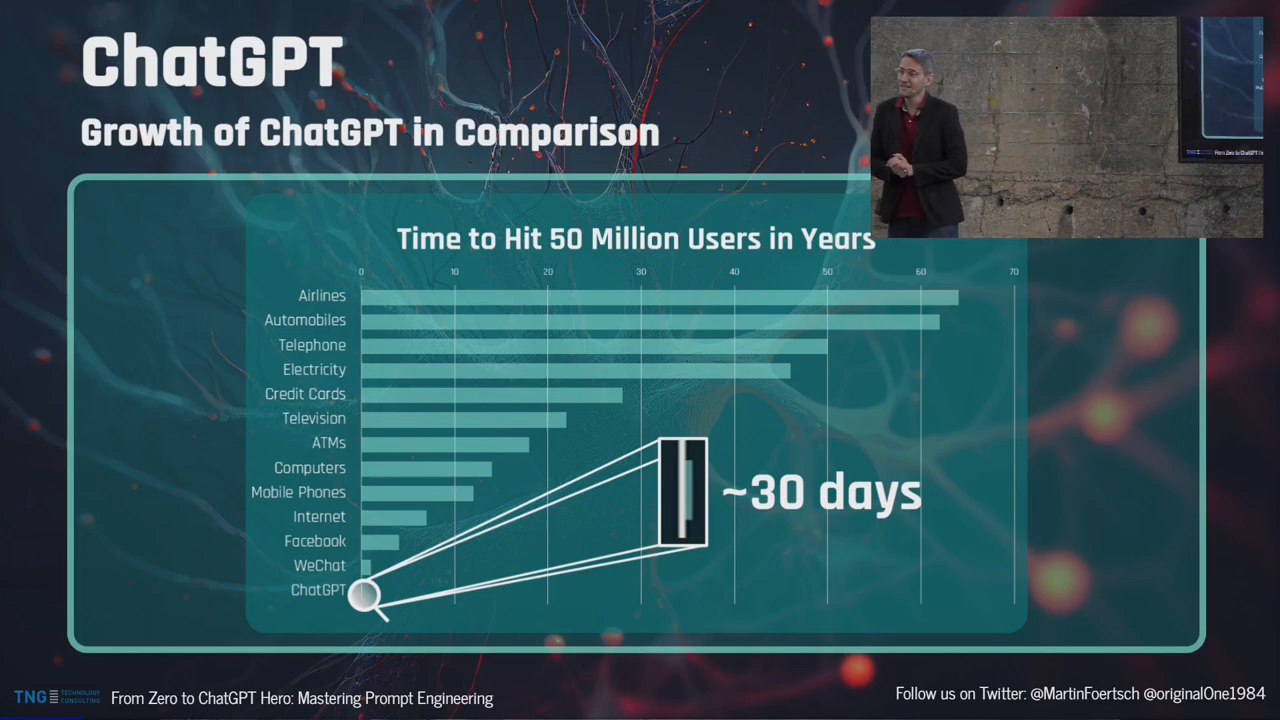 ChatGPT
Growth of ChatGPT in Comparison
Time to Hit 50 Million Users in Years
0 10 20 30 40 50 60 70
Airlines
Automobiles
Telephone
Electricity
Credit Cards
Television
ATMs
Computers
Mobile Phones
Internet
Facebook
WeChat
ChatGPT
~30 days
TNG TECHNOLOGY
CONSULTING
From Zero to ChatGPT Hero: Mastering Prompt Engineering
Follow us on Twitter: @MartinFoertsch @originalOne1984